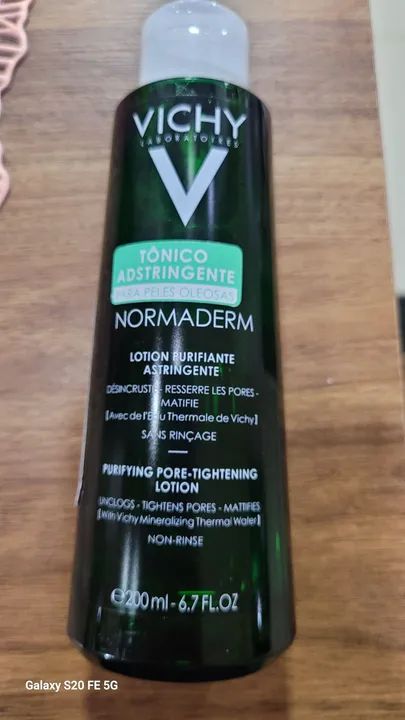 VICHY
LABORATOIRES
TÔNICO
ADSTRINGENTE
PARA PELES OLEOSAS
NORMADERM
LOTION PURIFIANTE
ASTRINGENTE
DÉSINCRUSTE - RESSERRE LES PORES -
MATIFIE
[Avec de l'Eau Thermale de Vichy]
SANS RINÇAGE
PURIFYING PORE-TIGHTENING
LOTION
UNCLOGS - TIGHTENS PORES - MATTIFIES
[With Vichy Mineralizing Thermal Water]
NON-RINSE
℮200 ml - 6.7 FL.OZ
Galaxy S20 FE 5G